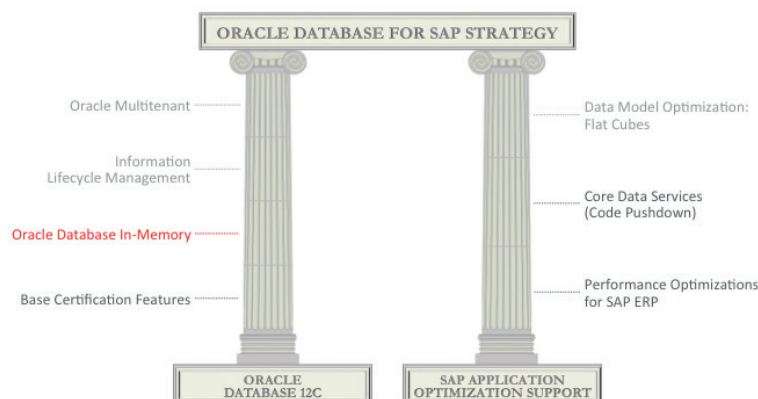 ORACLE DATABASE FOR SAP STRATEGY
Oracle Multitenant
Information
Lifecycle Management
Oracle Database In-Memory
Base Certification Features
Data Model Optimization:
Flat Cubes
Core Data Services
(Code Pushdown)
Performance Optimizations
for SAP ERP
ORACLE
DATABASE 12C
SAP APPLICATION
OPTIMIZATION SUPPORT